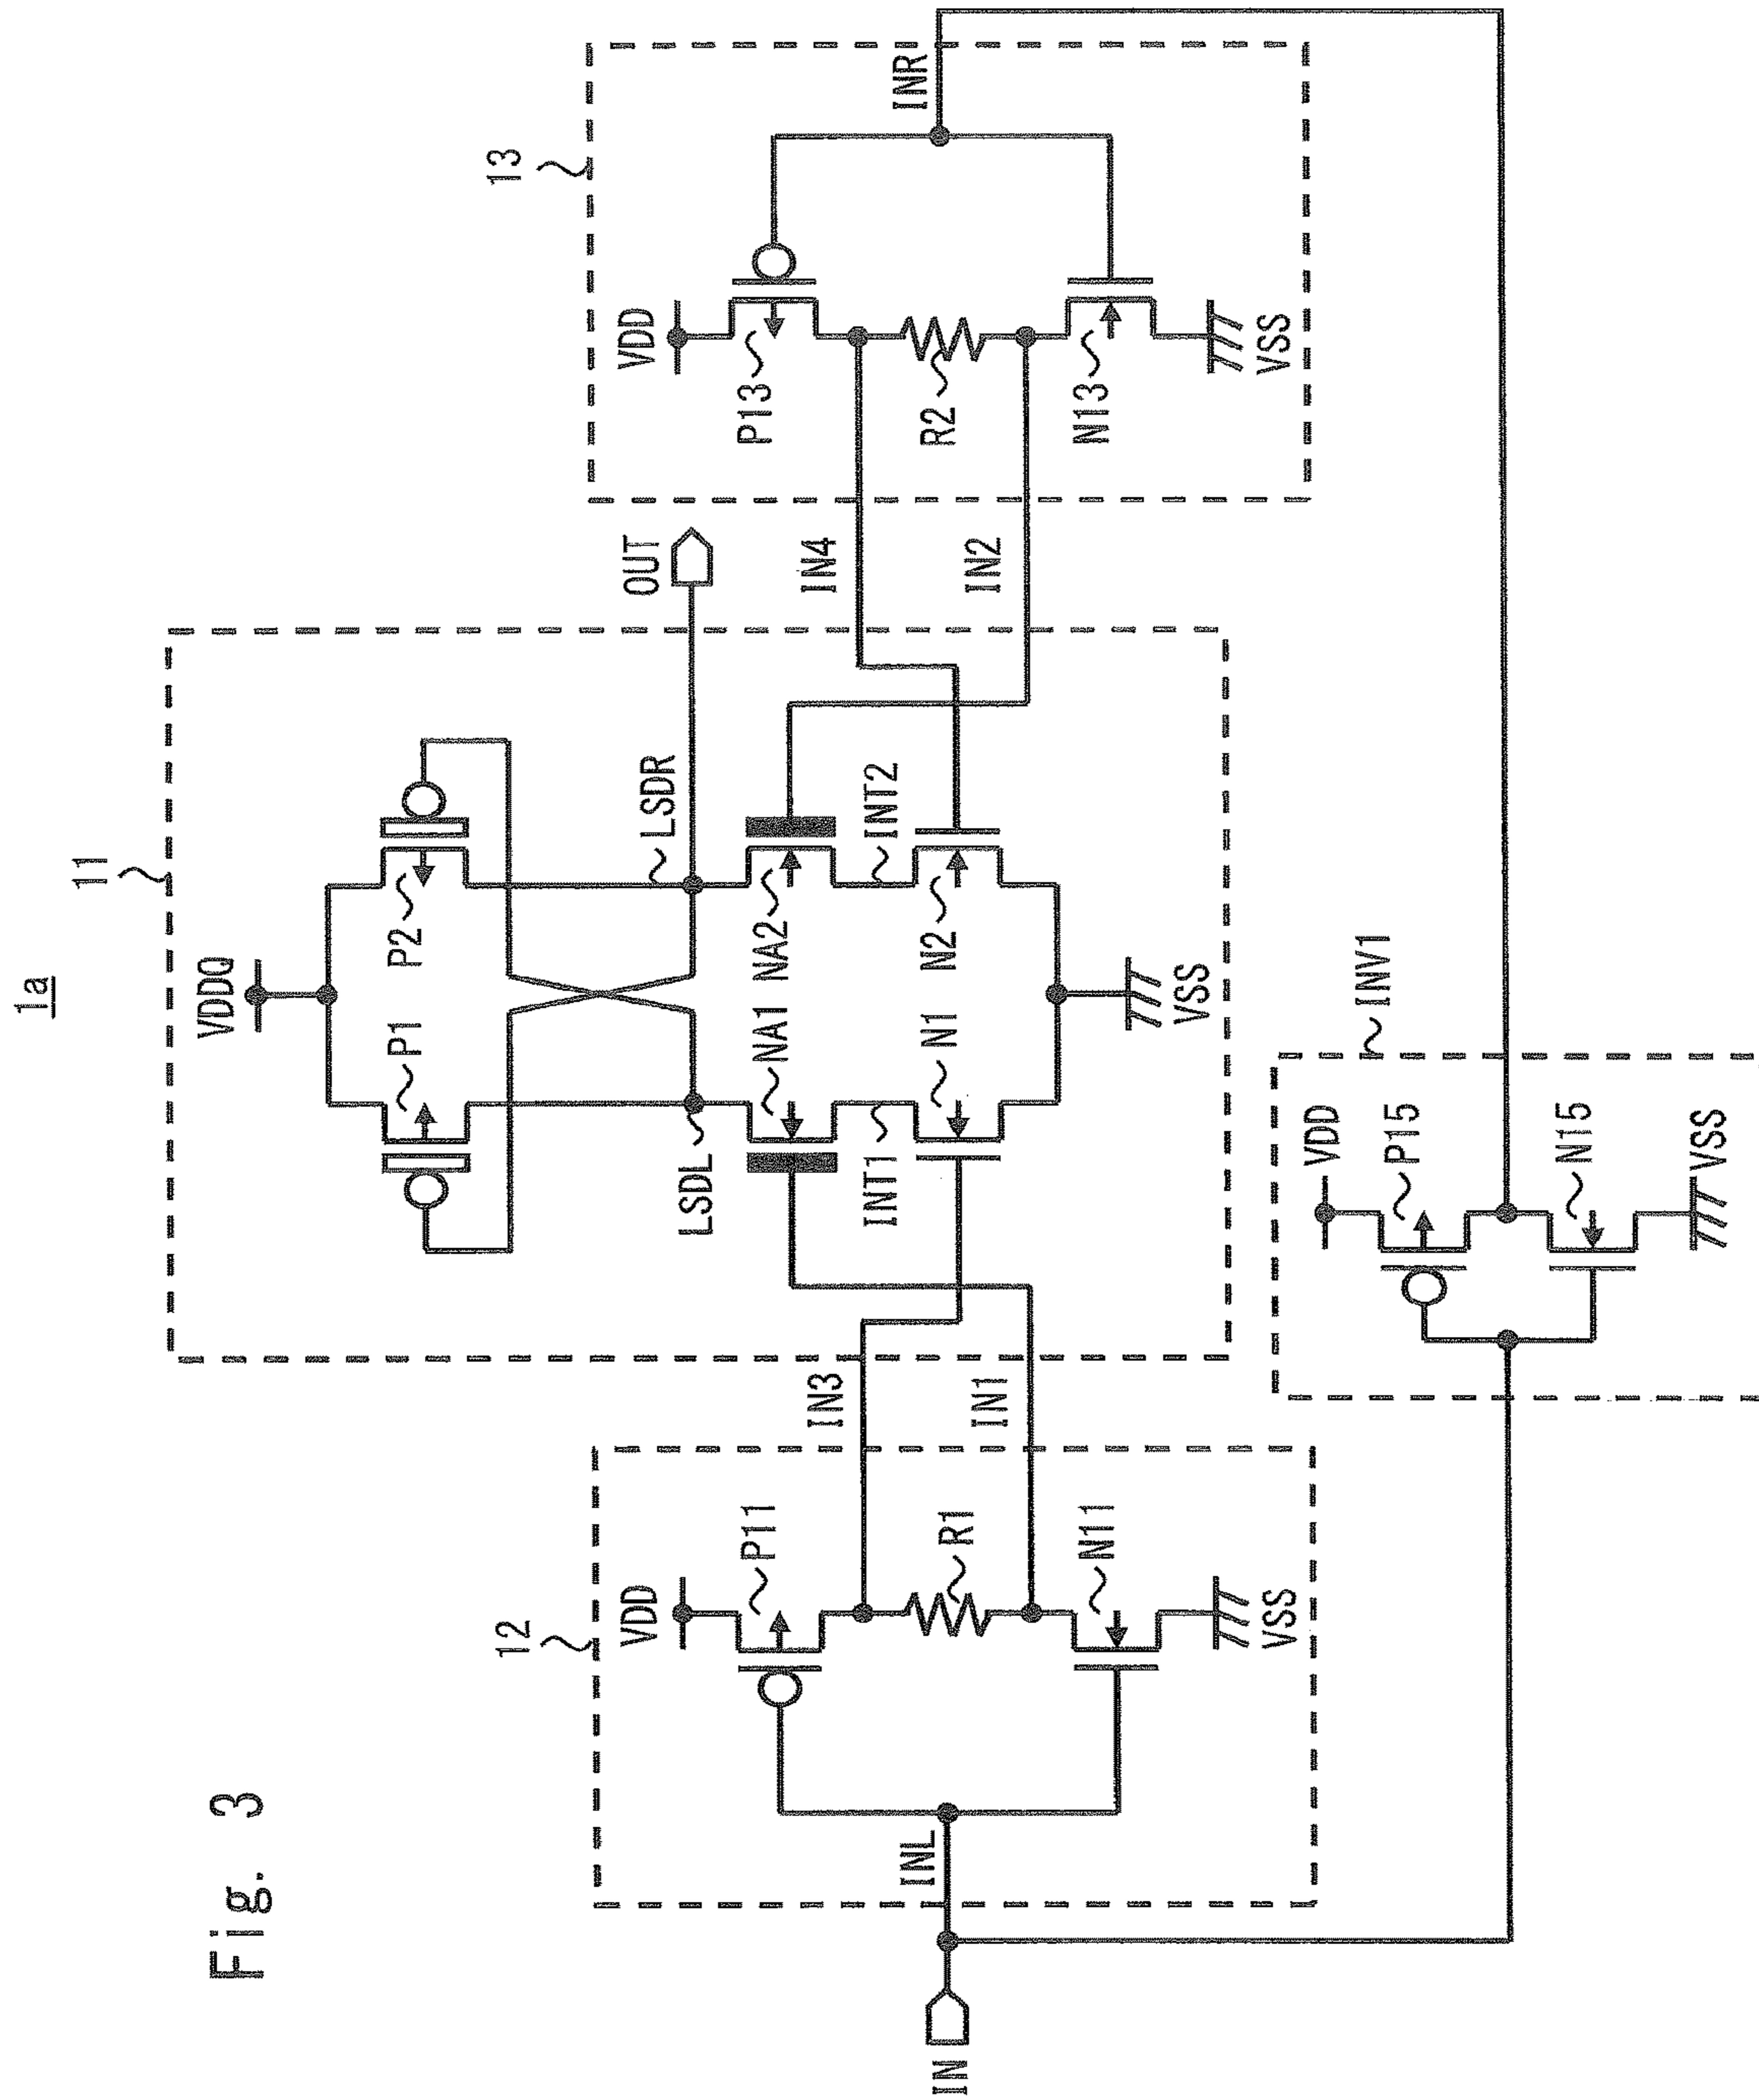 Fig. 3
1a
11
VDDQ
P1
P2
LSDL
LSDR
OUT
NA1
NA2
INT1
INT2
N1
N2
VSS
12
VDD
P11
IN3
R1
IN1
INL
N11
VSS
IN
13
VDD
P13
INR
IN4
R2
IN2
N13
VSS
INV1
VDD
P15
N15
VSS